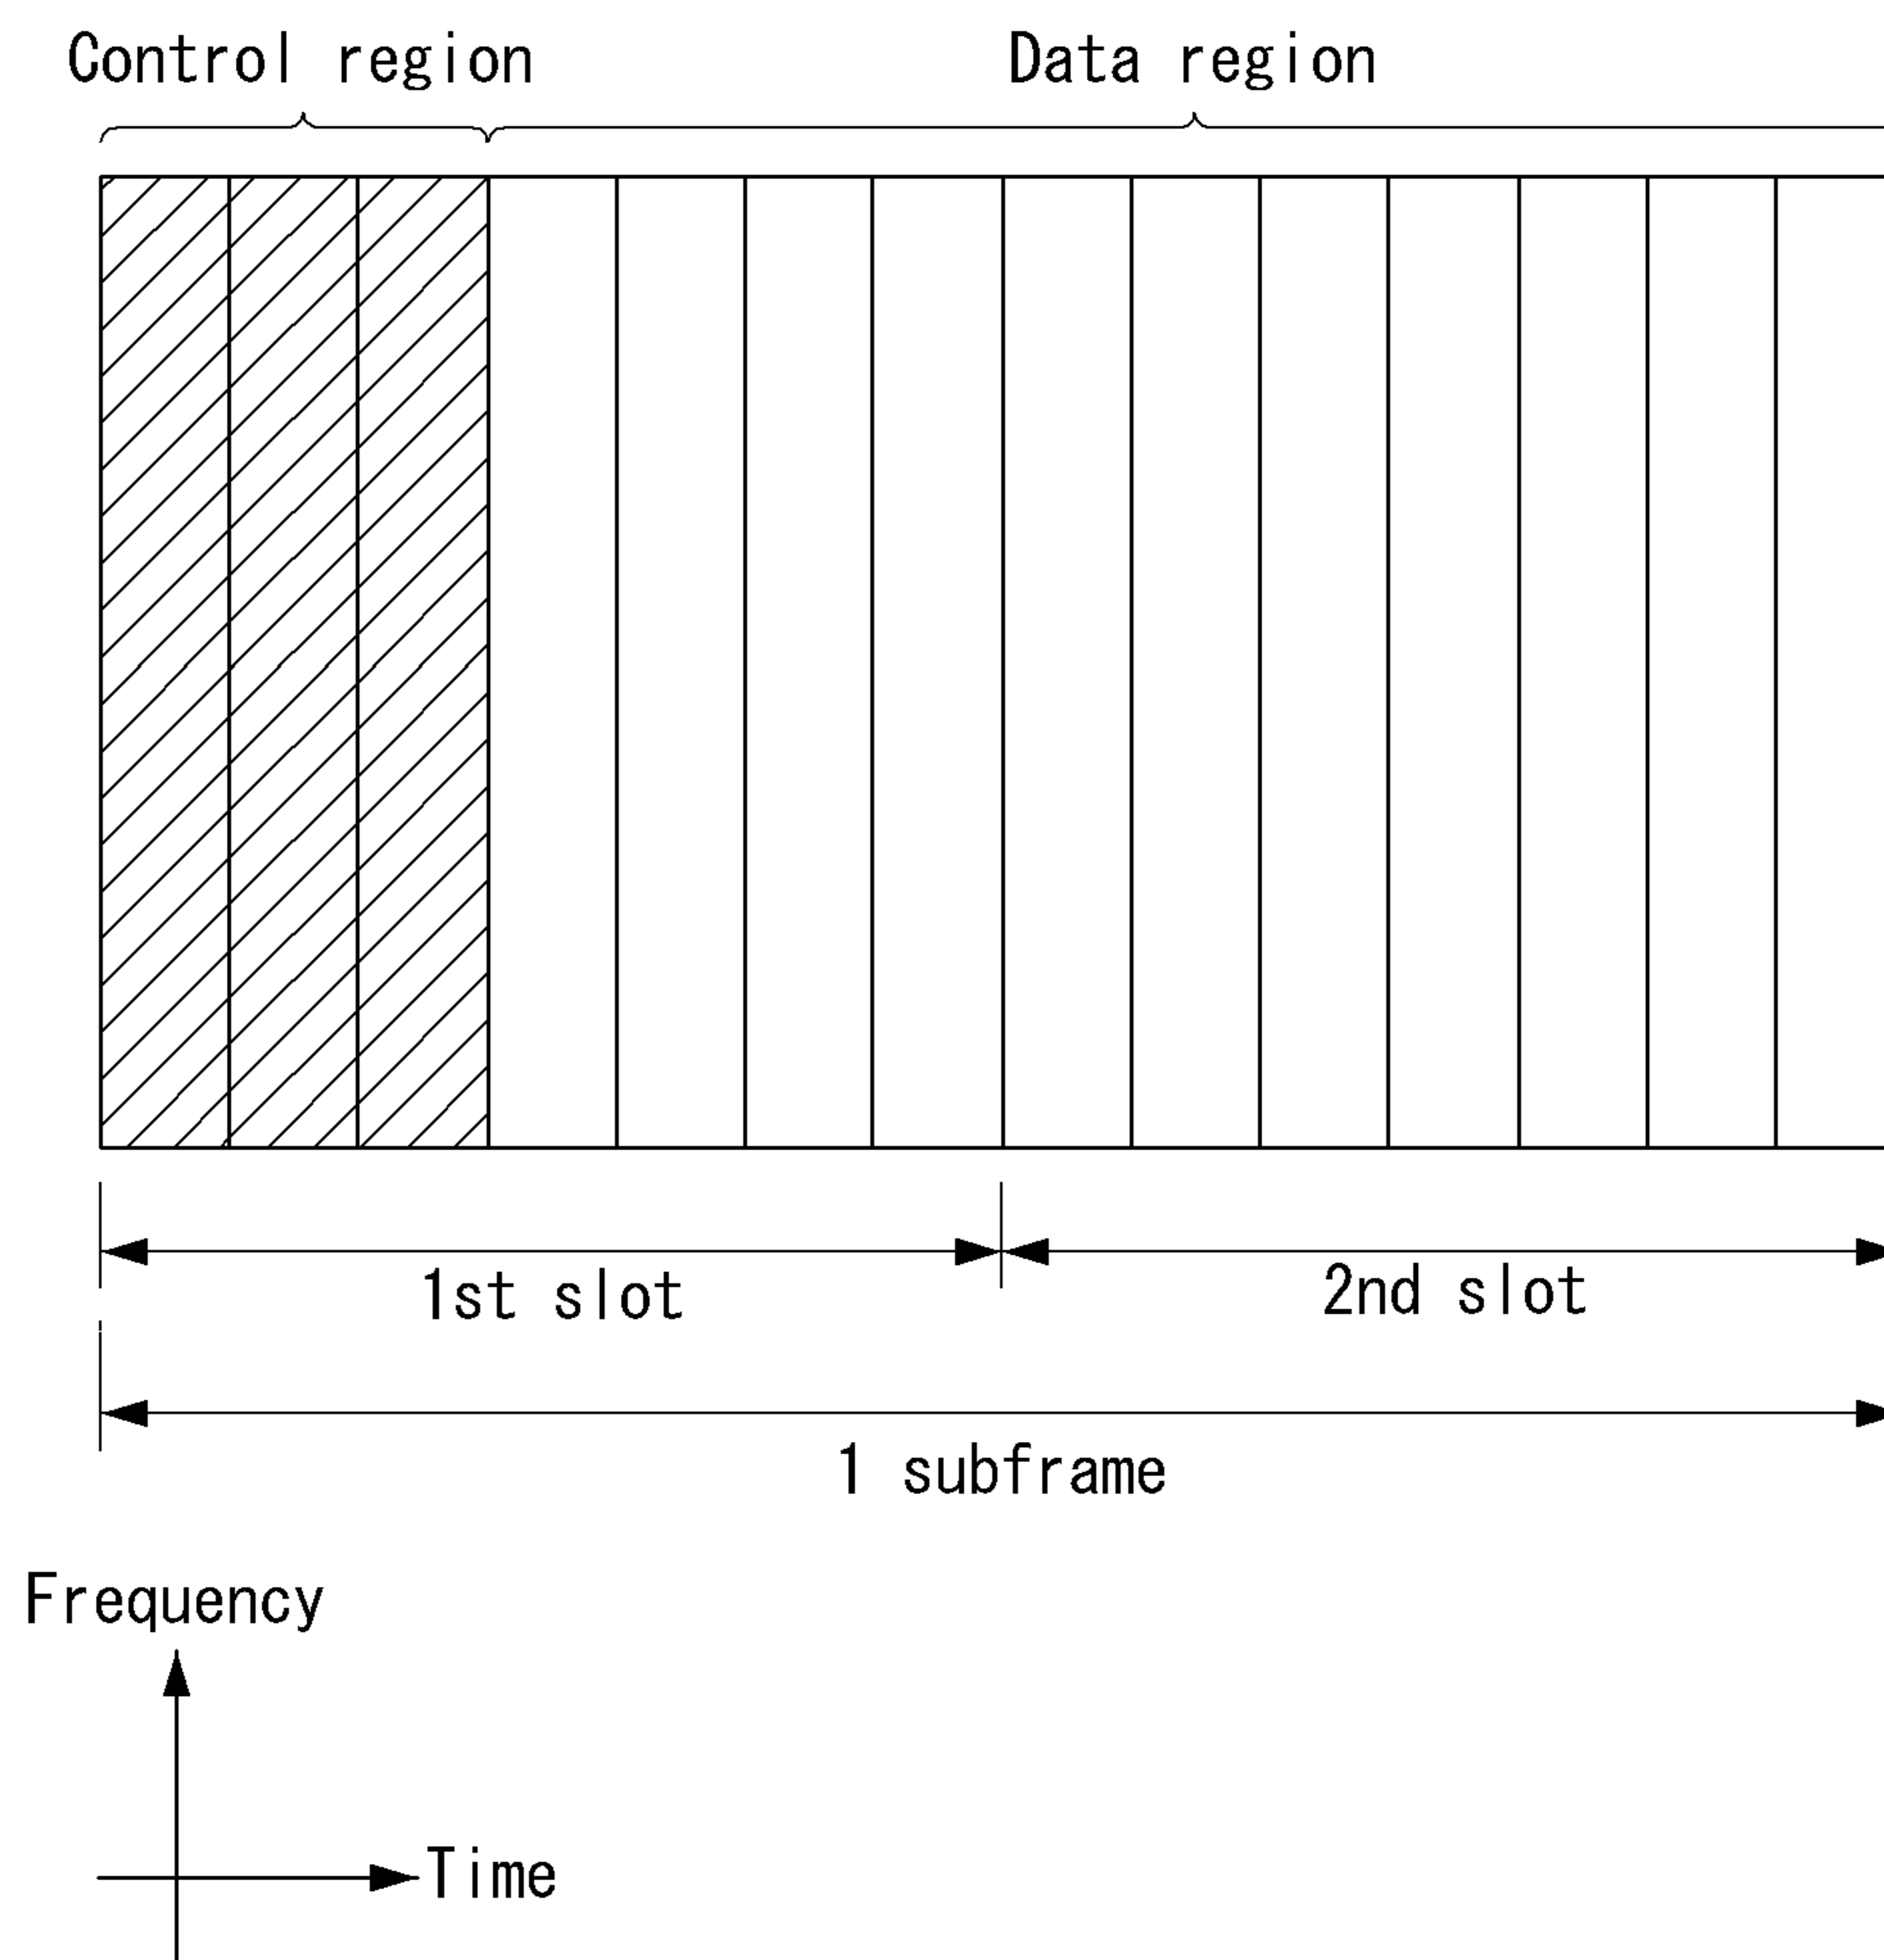 Control region
Data region
1st slot
2nd slot
1 subframe
Frequency
Time